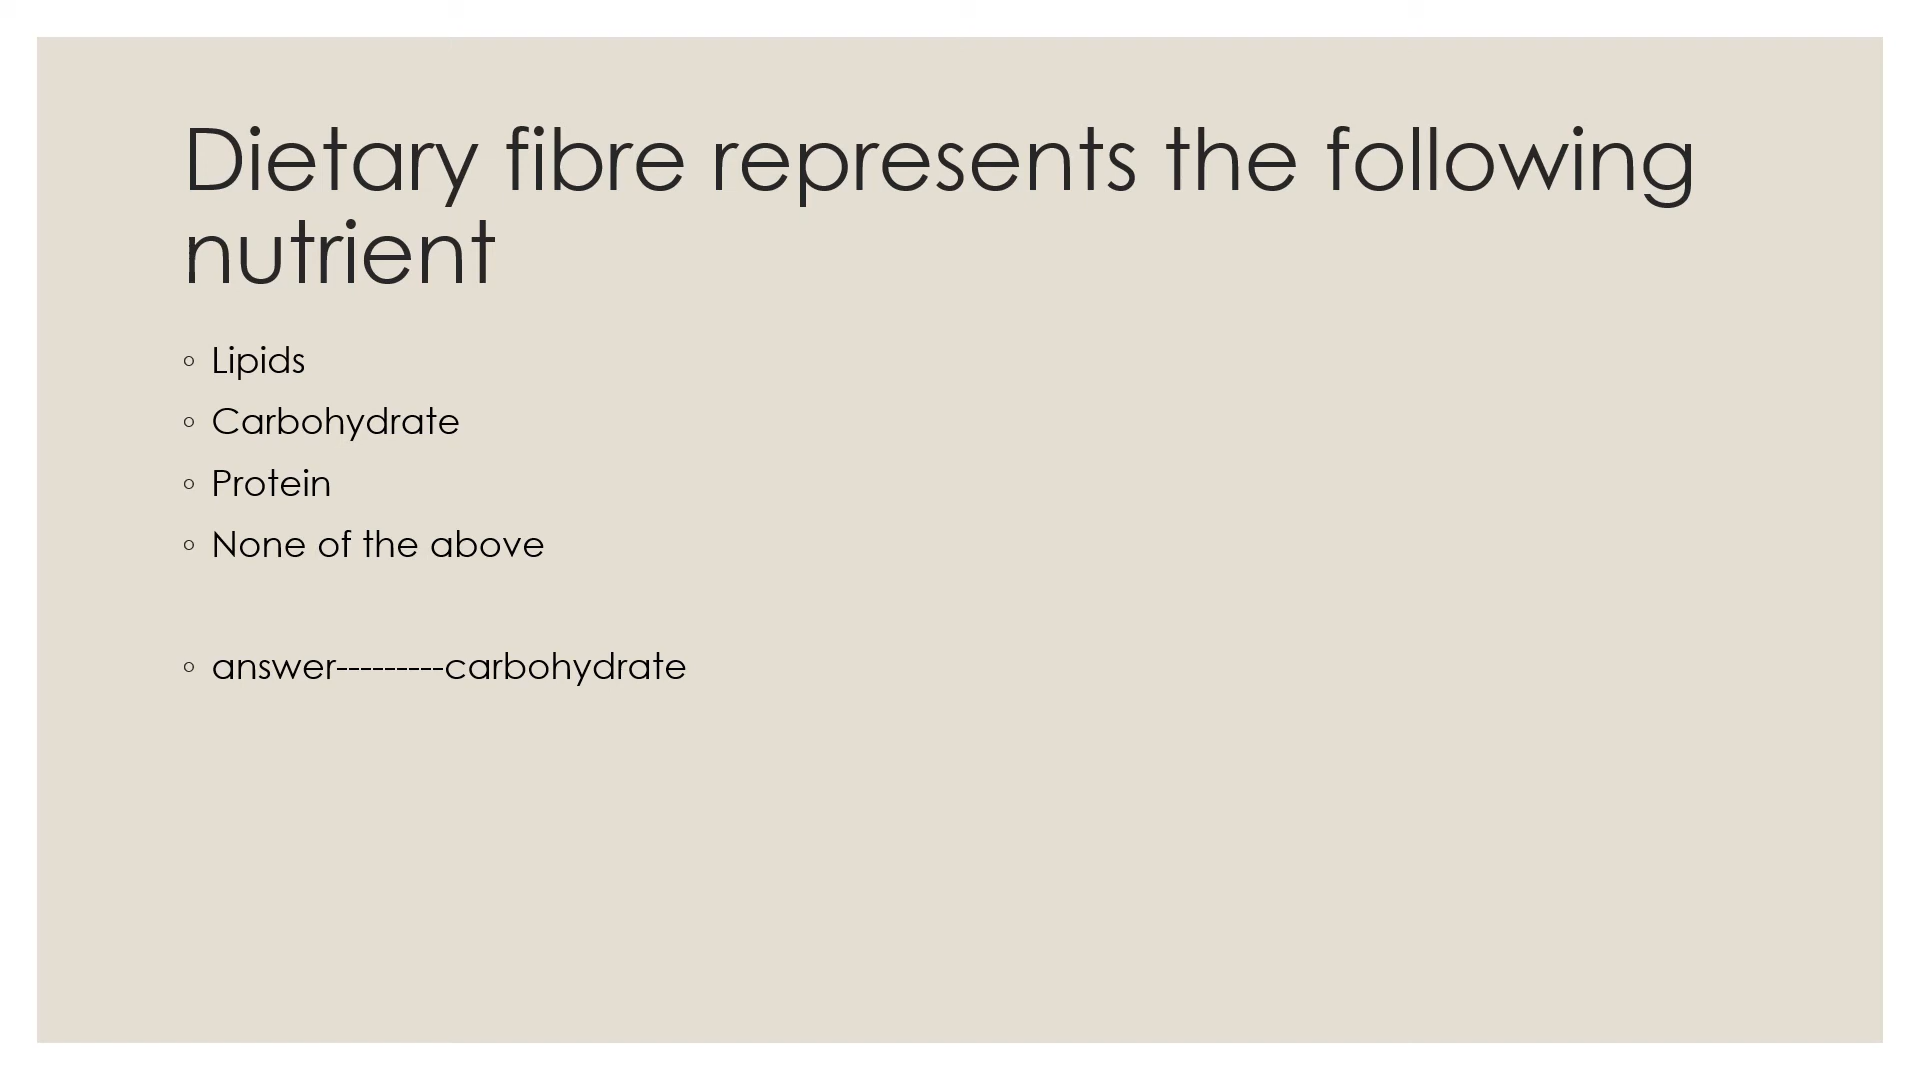 Dietary fibre represents the following
nutrient
◦ Lipids
◦ Carbohydrate
◦ Protein
◦ None of the above
◦ answer---------carbohydrate